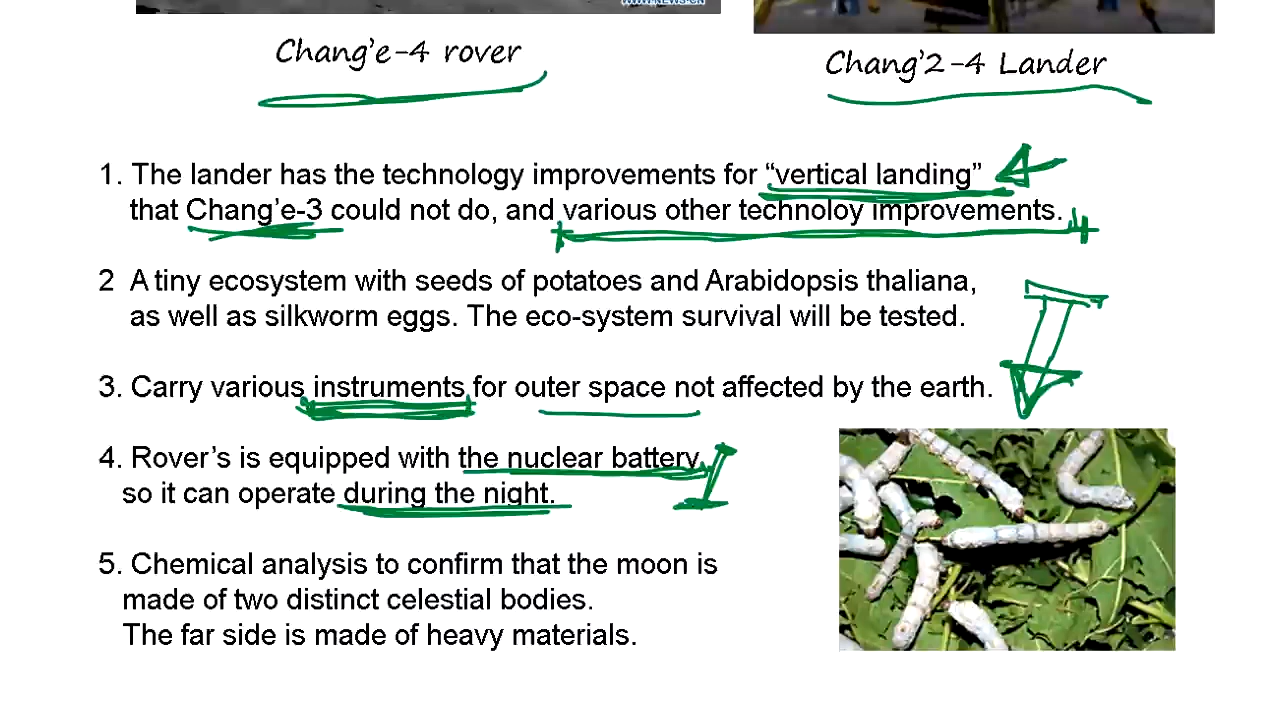 WWW.NEWS.CN
Chang’e-4 rover
Chang’2-4 Lander
1. The lander has the technology improvements for “vertical landing”
that Chang’e-3 could not do, and various other technoloy improvements.
2 A tiny ecosystem with seeds of potatoes and Arabidopsis thaliana,
as well as silkworm eggs. The eco-system survival will be tested.
3. Carry various instruments for outer space not affected by the earth.
4. Rover’s is equipped with the nuclear battery,
so it can operate during the night.
5. Chemical analysis to confirm that the moon is
made of two distinct celestial bodies.
The far side is made of heavy materials.